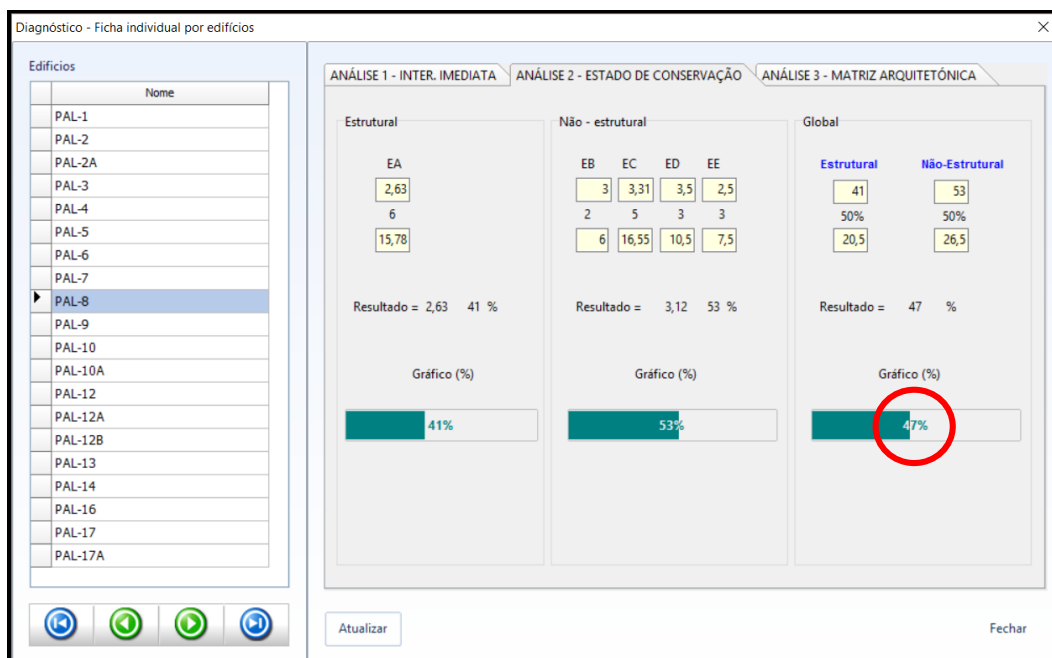 Diagnóstico - Ficha individual por edifícios
Edificios
Nome
PAL-1
PAL-2
PAL-2A
PAL-3
PAL-4
PAL-5
PAL-6
PAL-7
PAL-8
PAL-9
PAL-10
PAL-10A
PAL-12
PAL-12A
PAL-12B
PAL-13
PAL-14
PAL-16
PAL-17
PAL-17A
ANÁLISE 1 - INTER. IMEDIATA ANÁLISE 2 - ESTADO DE CONSERVAÇÃO ANÁLISE 3 - MATRIZ ARQUITETÓNICA
Estrutural
EA
2,63
6
15,78
Resultado = 2,63 41 %
Gráfico (%)
41%
Não - estrutural
EB EC ED EE
3 3,31 3,5 2,5
2 5 3 3
6 16,55 10,5 7,5
Resultado = 3,12 53 %
Gráfico (%)
53%
Global
Estrutural Não-Estrutural
41 53
50% 50%
20,5 26,5
Resultado = 47 %
Gráfico (%)
47%
Atualizar Fechar